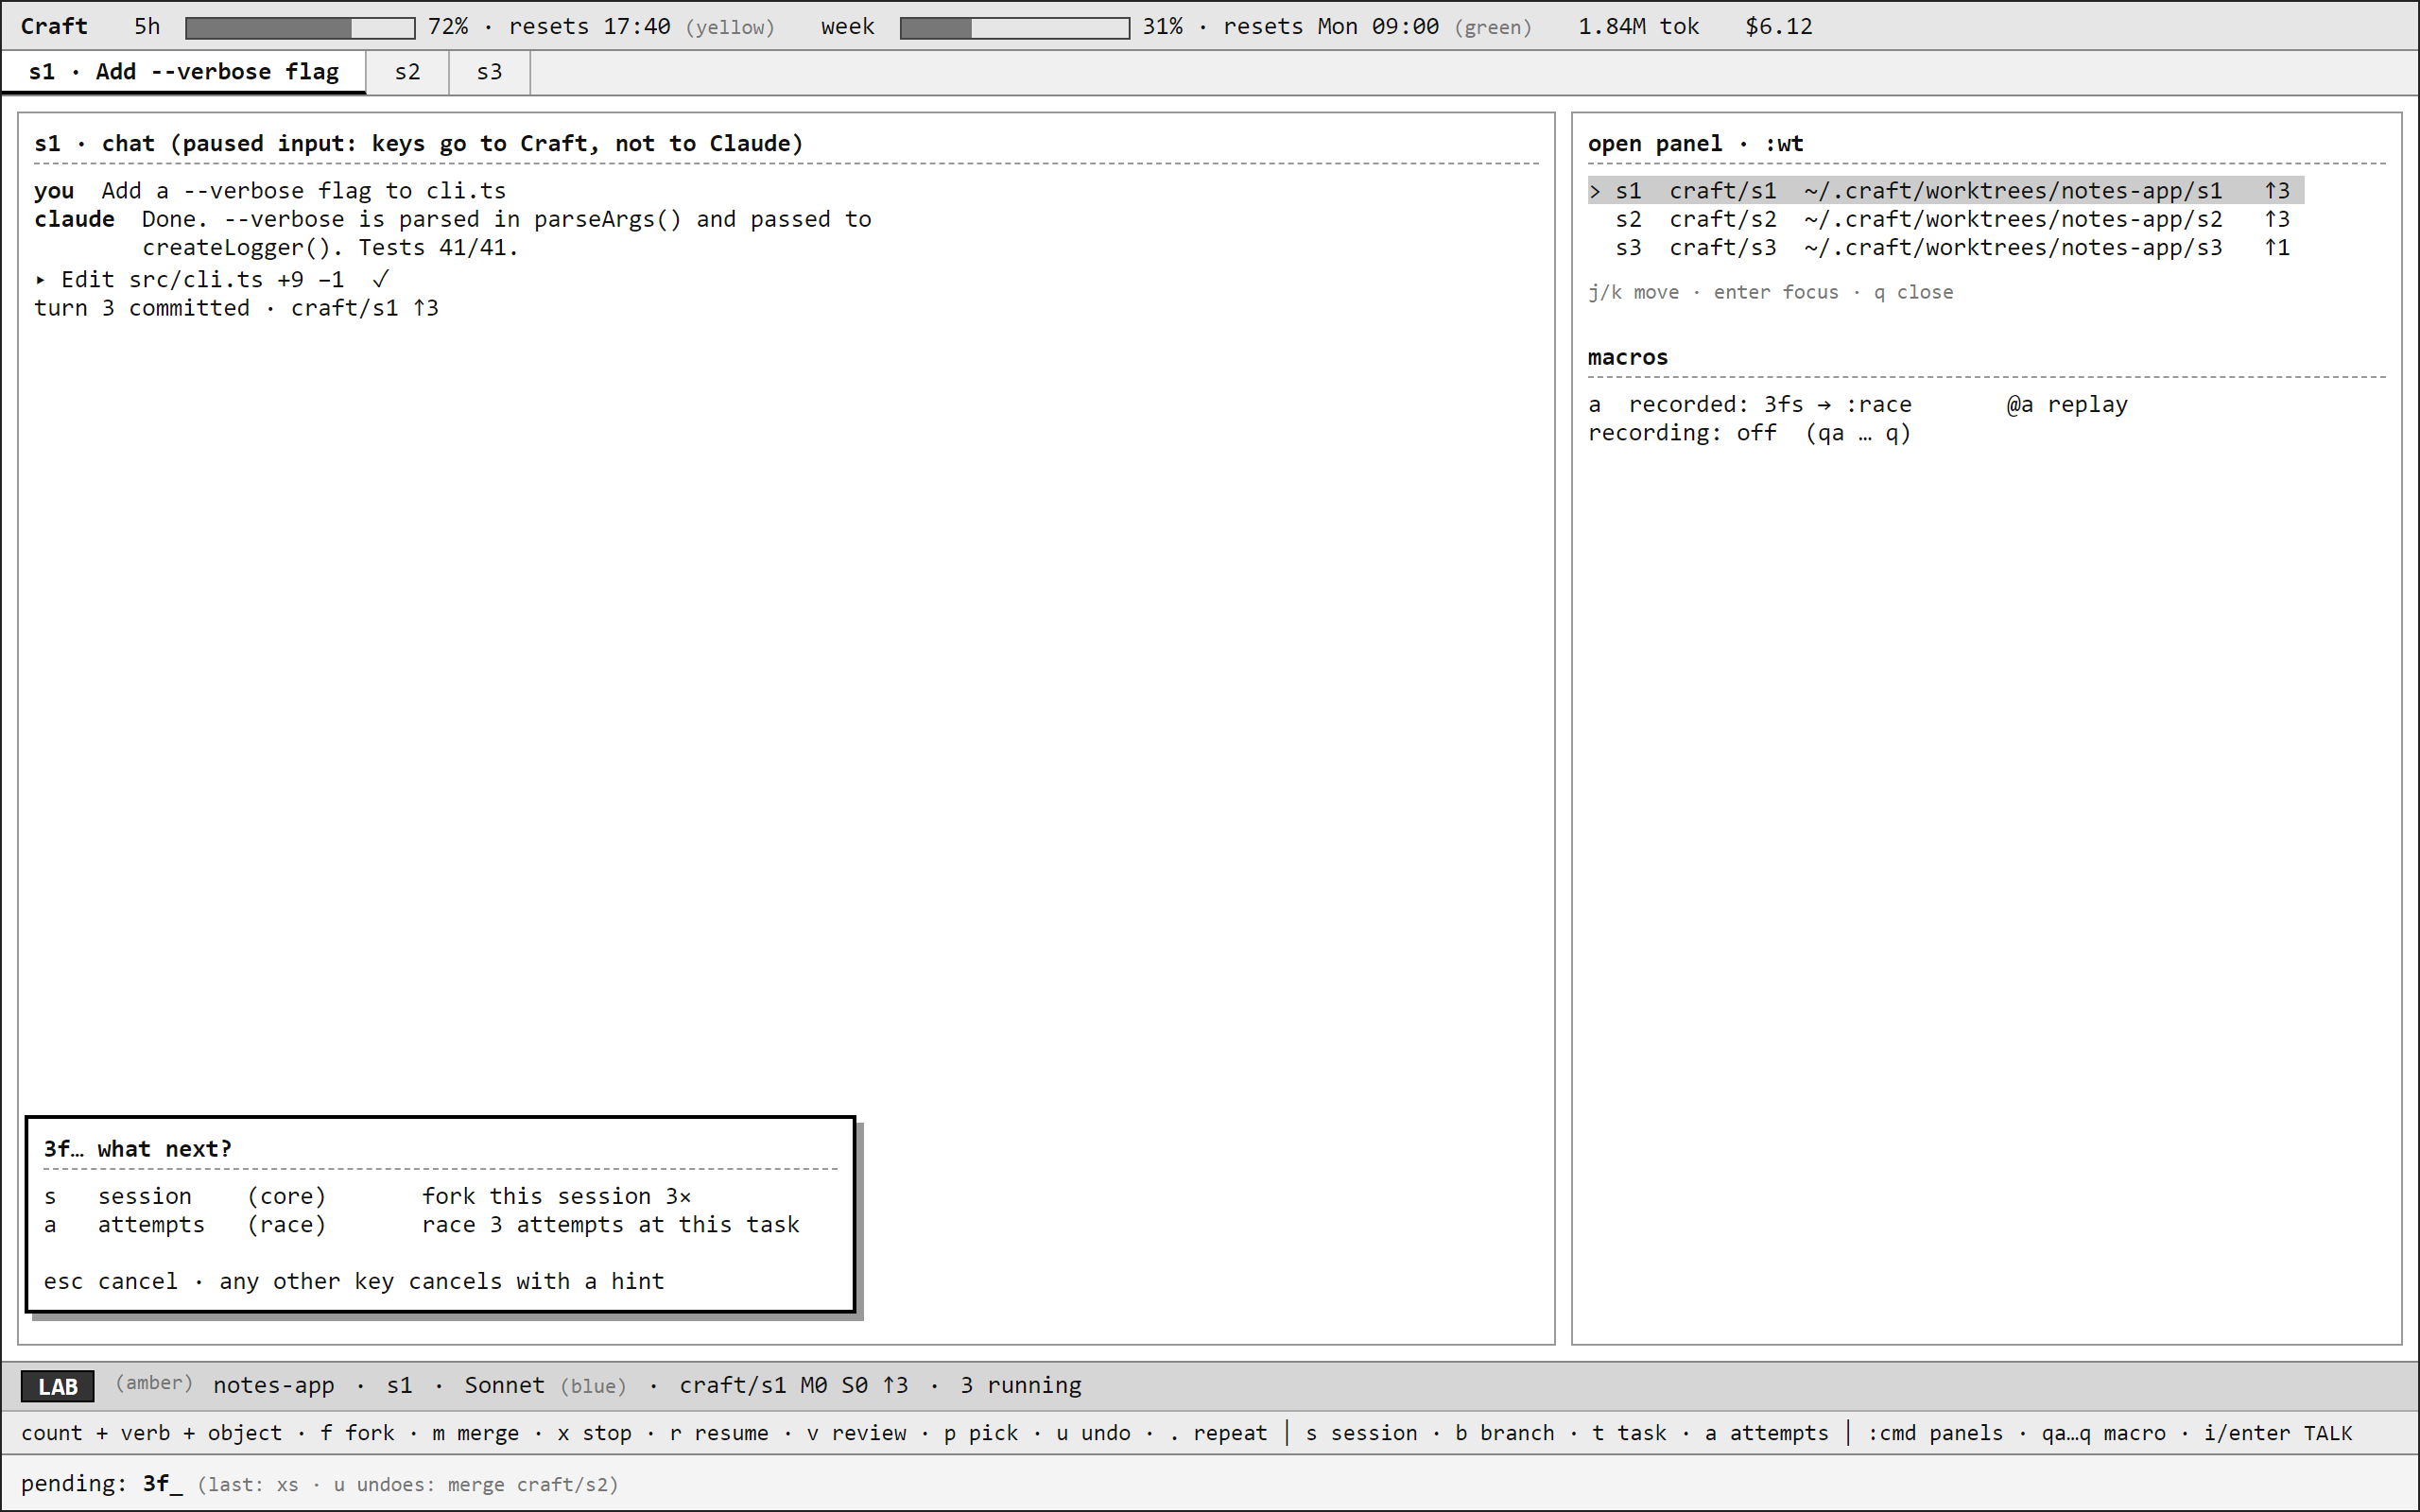 Craft 5h 72% · resets 17:40 (yellow) week 31% · resets Mon 09:00 (green) 1.84M tok $6.12
s1 · Add --verbose flag s2 s3
s1 · chat (paused input: keys go to Craft, not to Claude)
you Add a --verbose flag to cli.ts
claude Done. --verbose is parsed in parseArgs() and passed to
createLogger(). Tests 41/41.
▸ Edit src/cli.ts +9 −1 ✓
turn 3 committed · craft/s1 ↑3
open panel · :wt
> s1 craft/s1 ~/.craft/worktrees/notes-app/s1 ↑3
s2 craft/s2 ~/.craft/worktrees/notes-app/s2 ↑3
s3 craft/s3 ~/.craft/worktrees/notes-app/s3 ↑1
j/k move · enter focus · q close
macros
a recorded: 3fs → :race @a replay
recording: off (qa … q)
3f… what next?
s session (core) fork this session 3×
a attempts (race) race 3 attempts at this task
esc cancel · any other key cancels with a hint
LAB (amber) notes-app · s1 · Sonnet (blue) · craft/s1 M0 S0 ↑3 · 3 running
count + verb + object · f fork · m merge · x stop · r resume · v review · p pick · u undo · . repeat │ s session · b branch · t task · a attempts │ :cmd panels · qa…q macro · i/enter TALK
pending: 3f_ (last: xs · u undoes: merge craft/s2)